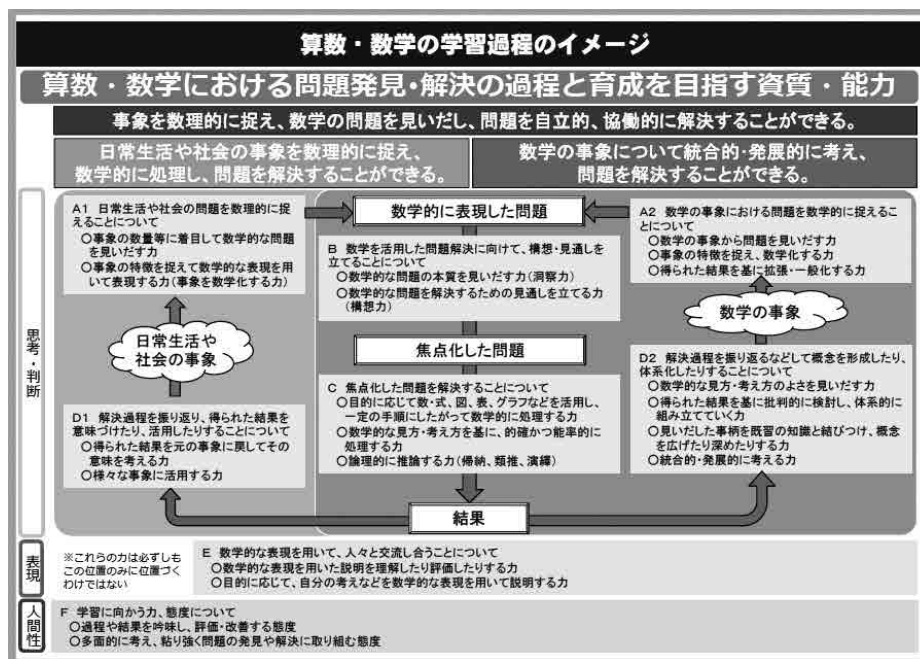 算数・数学の学習過程のイメージ
算数・数学における問題発見・解決の過程と育成を目指す資質・能力
事象を数理的に捉え、数学の問題を見いだし、問題を自立的、協働的に解決することができる。
日常生活や社会の事象を数理的に捉え、
数学的に処理し、問題を解決することができる。
数学の事象について統合的・発展的に考え、
問題を解決することができる。
思考・判断
A1 日常生活や社会の問題を数理的に捉
えることについて
○事象の数量等に着目して数学的な問題
を見いだす力
○事象の特徴を捉えて数学的な表現を用
いて表現する力(事象を数学化する力)
日常生活や
社会の事象
D1 解決過程を振り返り、得られた結果を
意味づけたり、活用したりすることについて
○得られた結果を元の事象に戻してその
意味を考える力
○様々な事象に活用する力
数学的に表現した問題
B 数学を活用した問題解決に向けて、構想・見通しを
立てることについて
○数学的な問題の本質を見いだす力(洞察力)
○数学的な問題を解決するための見通しを立てる力
(構想力)
焦点化した問題
C 焦点化した問題を解決することについて
○目的に応じて数・式、図、表、グラフなどを活用し、
一定の手順にしたがって数学的に処理する力
○数学的な見方・考え方を基に、的確かつ能率的に
処理する力
○論理的に推論する力(帰納、類推、演繹)
結果
A2 数学の事象における問題を数学的に捉えるこ
とについて
○数学の事象から問題を見いだす力
○事象の特徴を捉え、数学化する力
○得られた結果を基に拡張・一般化する力
数学の事象
D2 解決過程を振り返るなどして概念を形成したり、
体系化したりすることについて
○数学的な見方・考え方のよさを見いだす力
○得られた結果を基に批判的に検討し、体系的に
組み立てていく力
○見いだした事柄を既習の知識と結びつけ、概念
を広げたり深めたりする力
○統合的・発展的に考える力
表現
※これらの力は必ずしも
この位置のみに位置づく
わけではない
E 数学的な表現を用いて、人々と交流し合うことについて
○数学的な表現を用いた説明を理解したり評価したりする力
○目的に応じて、自分の考えなどを数学的な表現を用いて説明する力
人間性
F 学習に向かう力、態度について
○過程や結果を吟味し、評価・改善する態度
○多面的に考え、粘り強く問題の発見や解決に取り組む態度